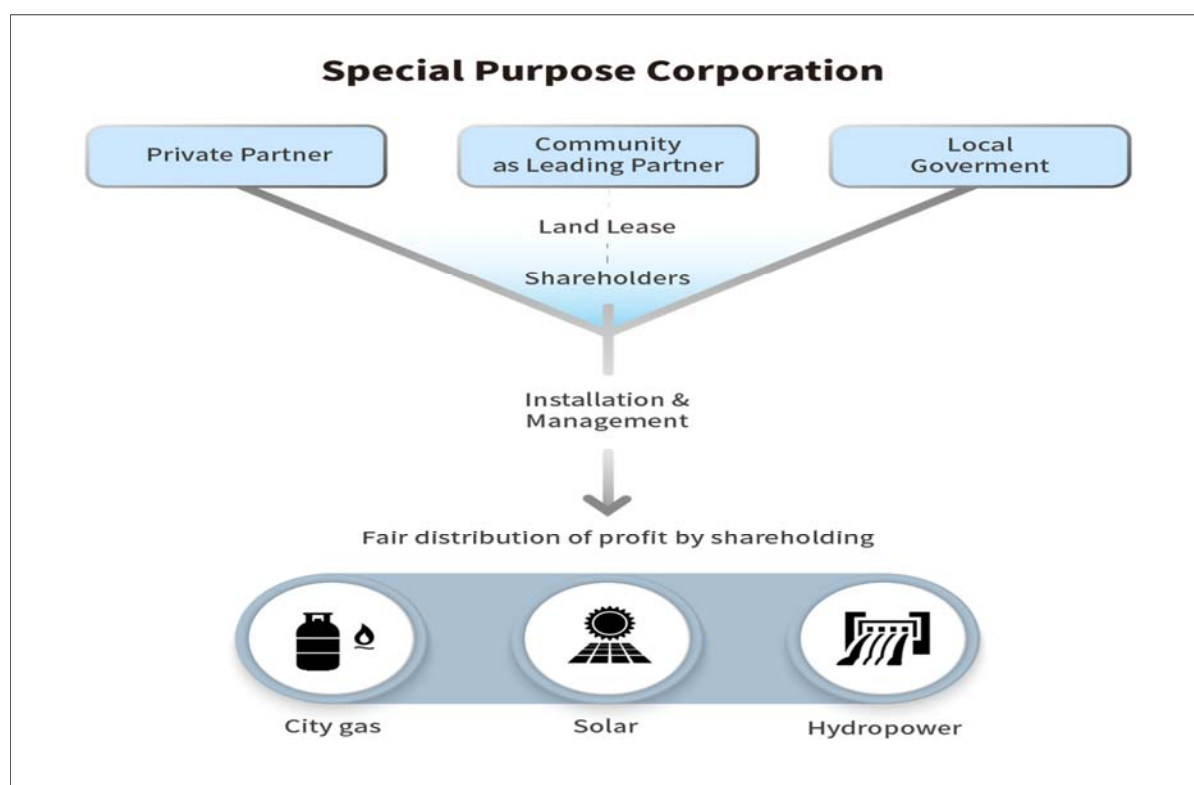 Special Purpose Corporation
Private Partner
Community
as Leading Partner
Local
Goverment
Land Lease
Shareholders
Installation &
Management
Fair distribution of profit by shareholding
City gas
Solar
Hydropower